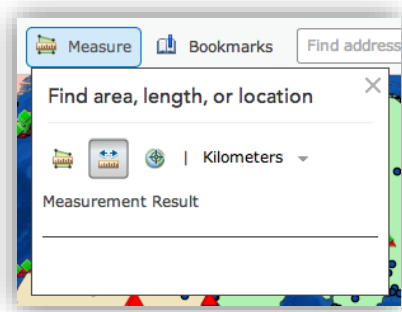 Measure Bookmarks Find address
Find area, length, or location
| Kilometers
Measurement Result